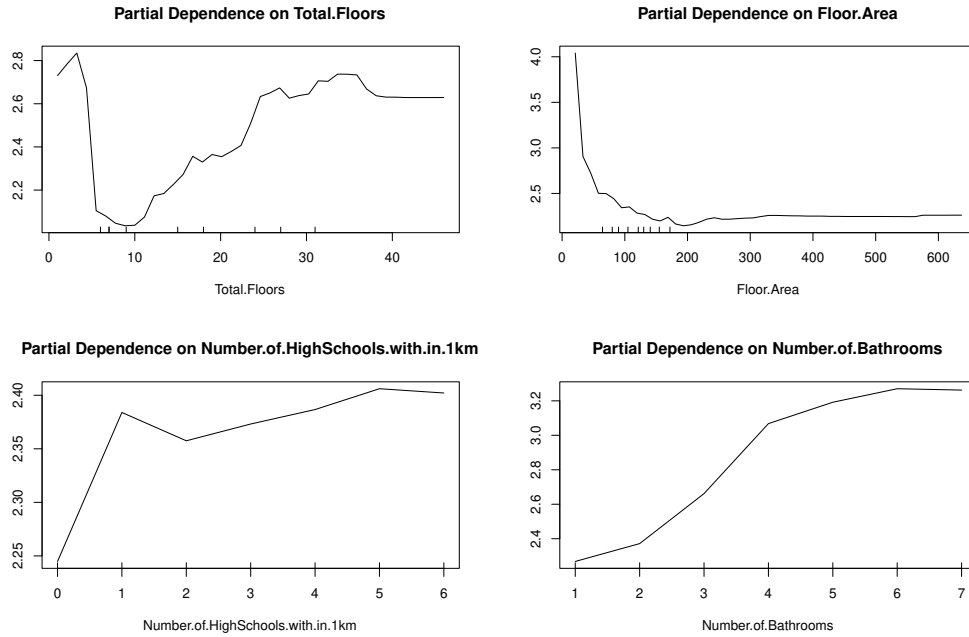 Partial Dependence on Total.Floors
2.8
2.6
2.4
2.2
0 10 20 30 40
Total.Floors
Partial Dependence on Floor.Area
4.0
3.5
3.0
2.5
0 100 200 300 400 500 600
Floor.Area
Partial Dependence on Number.of.HighSchools.with.in.1km
2.40
2.35
2.30
2.25
0 1 2 3 4 5 6
Number.of.HighSchools.with.in.1km
Partial Dependence on Number.of.Bathrooms
3.2
3.0
2.8
2.6
2.4
1 2 3 4 5 6 7
Number.of.Bathrooms